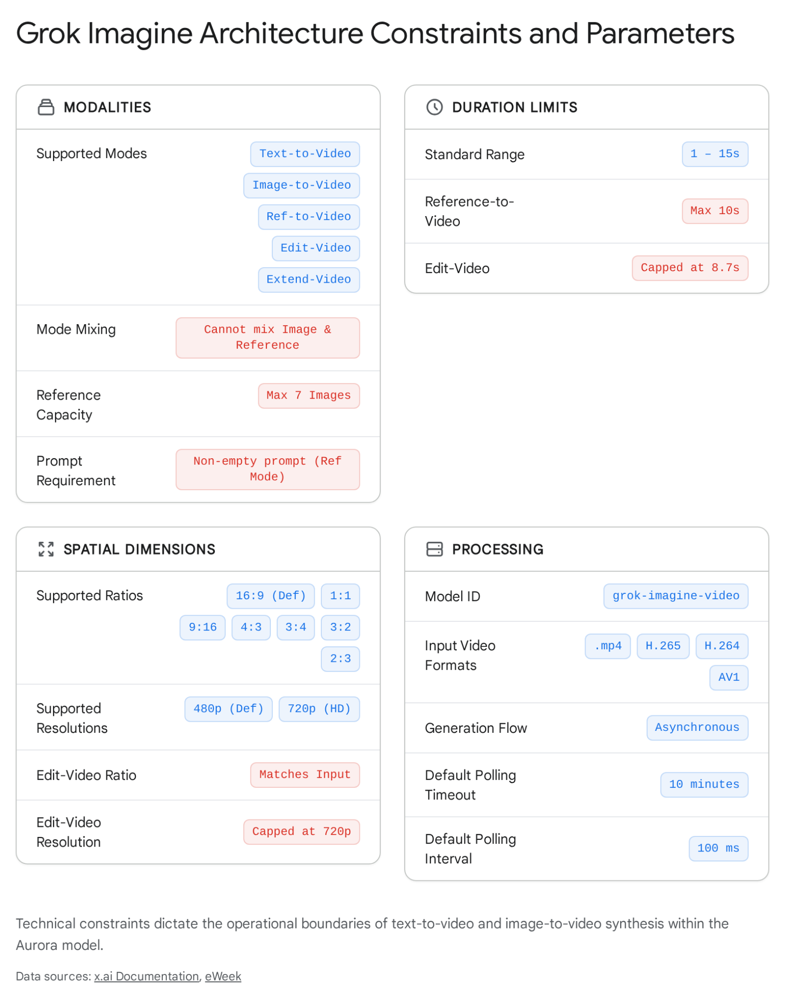 Grok Imagine Architecture Constraints and Parameters
MODALITIES
Supported Modes
Text-to-Video
Image-to-Video
Ref-to-Video
Edit-Video
Extend-Video
Mode Mixing
Cannot mix Image &
Reference
Reference
Capacity
Max 7 Images
Prompt
Requirement
Non-empty prompt (Ref
Mode)
DURATION LIMITS
Standard Range
1 – 15s
Reference-to-
Video
Max 10s
Edit-Video
Capped at 8.7s
SPATIAL DIMENSIONS
Supported Ratios
16:9 (Def) 1:1
9:16 4:3 3:4 3:2
2:3
Supported
Resolutions
480p (Def) 720p (HD)
Edit-Video Ratio
Matches Input
Edit-Video
Resolution
Capped at 720p
PROCESSING
Model ID
grok-imagine-video
Input Video
Formats
.mp4 H.265 H.264
AV1
Generation Flow
Asynchronous
Default Polling
Timeout
10 minutes
Default Polling
Interval
100 ms
Technical constraints dictate the operational boundaries of text-to-video and image-to-video synthesis within the
Aurora model.
Data sources: x.ai Documentation, eWeek